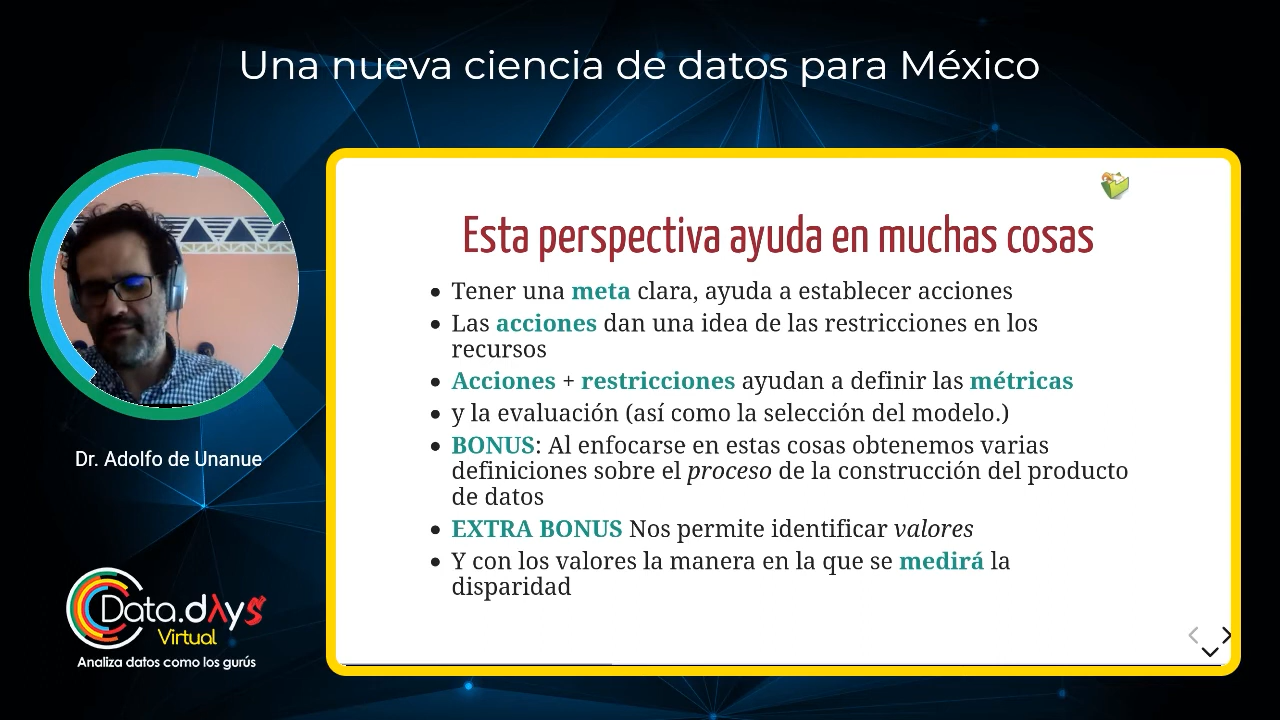 Una nueva ciencia de datos para México
Esta perspectiva ayuda en muchas cosas
Tener una meta clara, ayuda a establecer acciones
Las acciones dan una idea de las restricciones en los
recursos
Acciones + restricciones ayudan a definir las métricas
y la evaluación (así como la selección del modelo.)
BONUS: Al enfocarse en estas cosas obtenemos varias
definiciones sobre el proceso de la construcción del producto
de datos
EXTRA BONUS Nos permite identificar valores
Y con los valores la manera en la que se medirá la
disparidad
Dr. Adolfo de Unanue
Data.dλys
Virtual
Analiza datos como los gurús